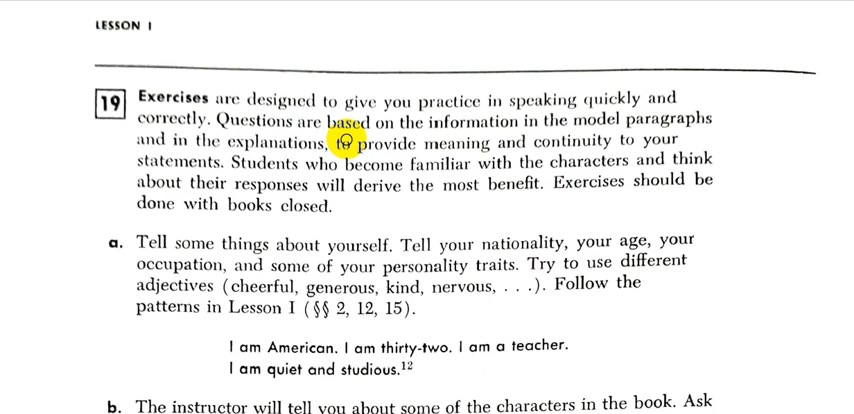 LESSON I
19 Exercises are designed to give you practice in speaking quickly and
correctly. Questions are based on the information in the model paragraphs
and in the explanations, to provide meaning and continuity to your
statements. Students who become familiar with the characters and think
about their responses will derive the most benefit. Exercises should be
done with books closed.
a. Tell some things about yourself. Tell your nationality, your age, your
occupation, and some of your personality traits. Try to use different
adjectives (cheerful, generous, kind, nervous, . . .). Follow the
patterns in Lesson I (§§ 2, 12, 15).
I am American. I am thirty-two. I am a teacher.
I am quiet and studious.¹²
b. The instructor will tell you about some of the characters in the book. Ask